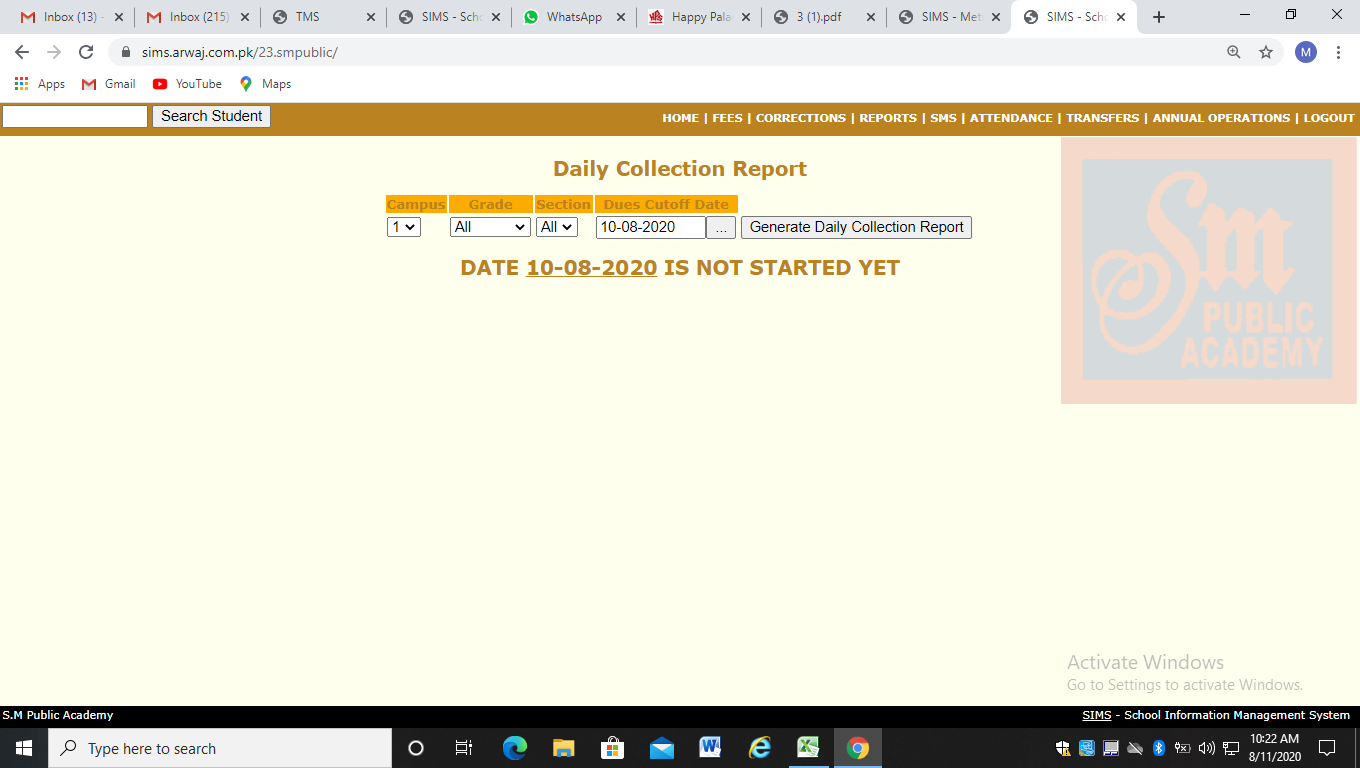 Inbox (13) -
Inbox (215)
TMS
SIMS - Scho
WhatsApp
Happy Pala
3 (1).pdf
SIMS - Met
SIMS - Scho
sims.arwaj.com.pk/23.smpublic/
M
Apps
Gmail
YouTube
Maps
Search Student
HOME | FEES | CORRECTIONS | REPORTS | SMS | ATTENDANCE | TRANSFERS | ANNUAL OPERATIONS | LOGOUT
Daily Collection Report
Campus Grade Section Dues Cutoff Date
1 All All 10-08-2020 ... Generate Daily Collection Report
DATE 10-08-2020 IS NOT STARTED YET
Sm
PUBLIC
ACADEMY
Activate Windows
Go to Settings to activate Windows.
S.M Public Academy
SIMS - School Information Management System
Type here to search
10:22 AM
8/11/2020